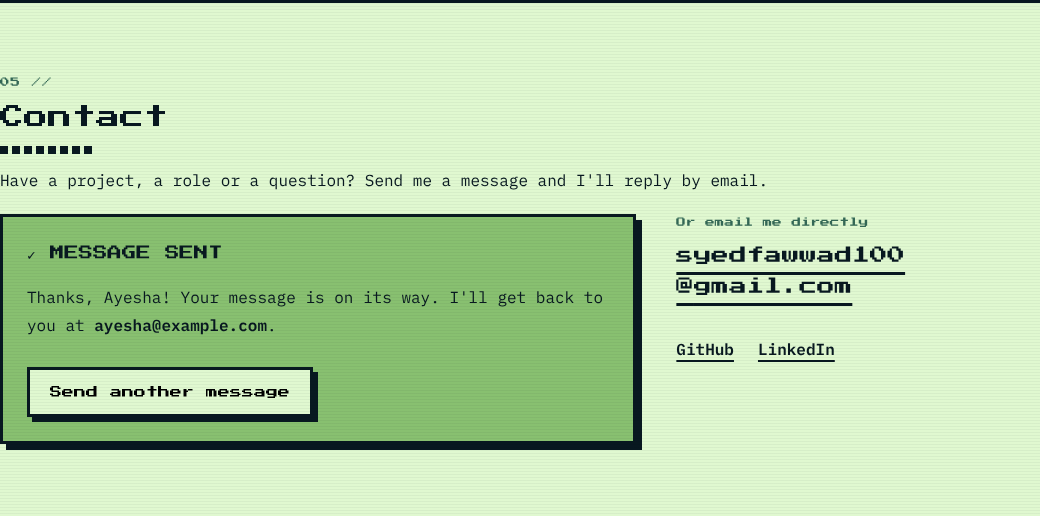 05 //
Contact
Have a project, a role or a question? Send me a message and I'll reply by email.
✓ MESSAGE SENT
Thanks, Ayesha! Your message is on its way. I'll get back to
you at ayesha@example.com.
Send another message
Or email me directly
syedfawwad100
@gmail.com
GitHub LinkedIn